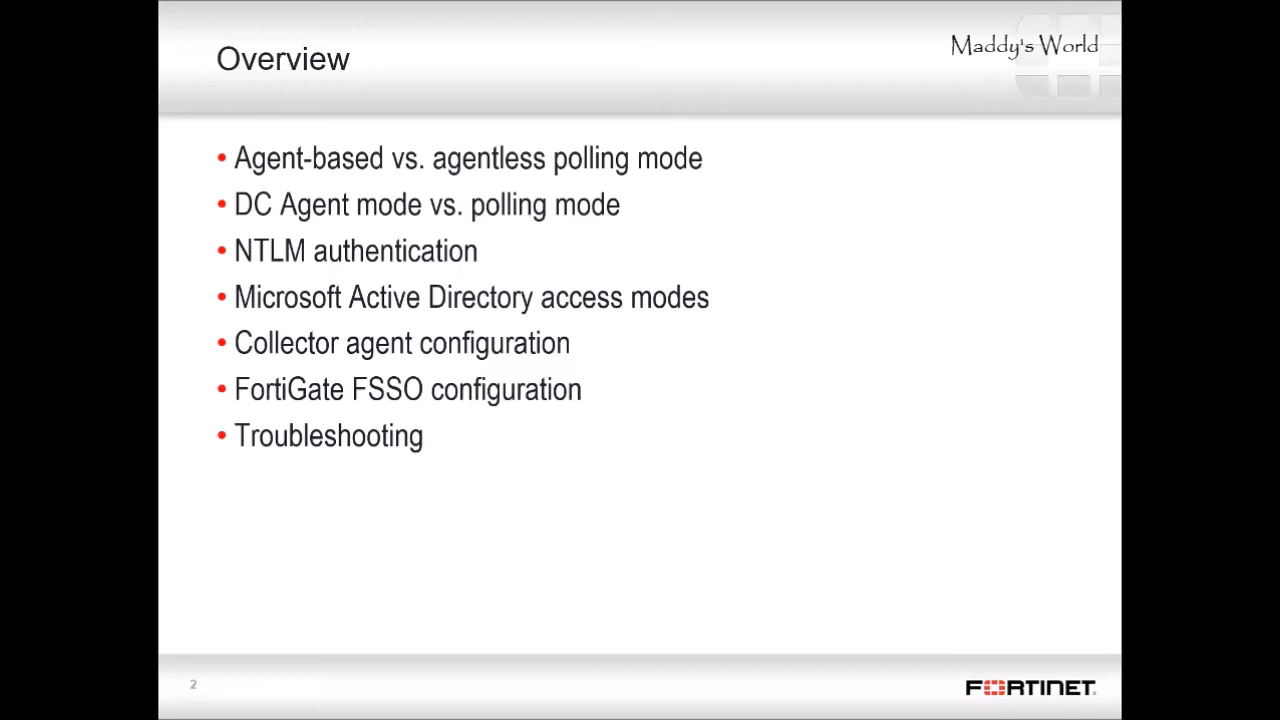 Overview
Maddy's World
• Agent-based vs. agentless polling mode
• DC Agent mode vs. polling mode
• NTLM authentication
• Microsoft Active Directory access modes
• Collector agent configuration
• FortiGate FSSO configuration
• Troubleshooting
2
FORTINET